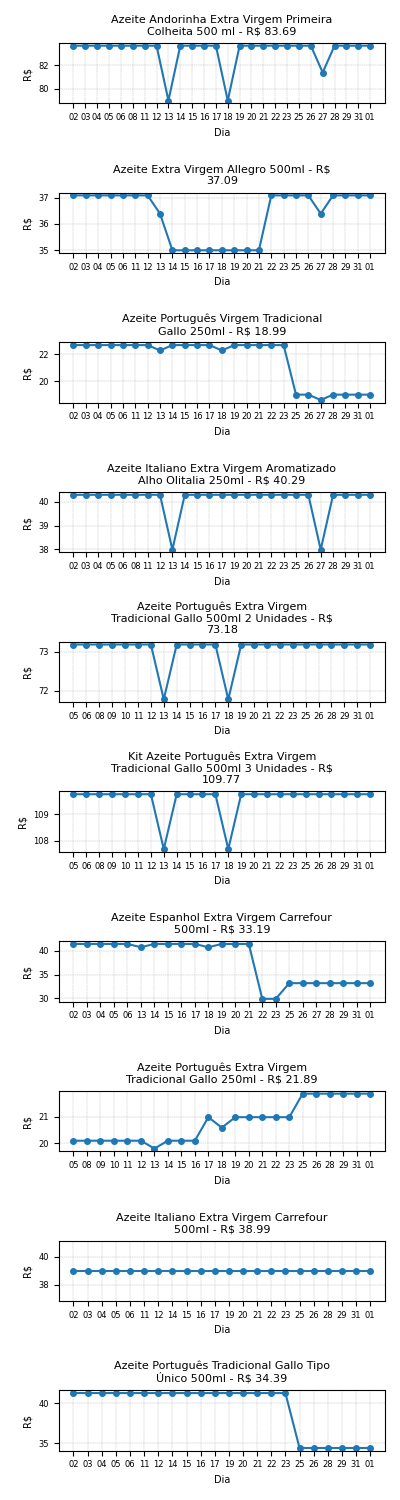 Azeite Andorinha Extra Virgem Primeira
Colheita 500 ml - R$ 83.69
82
80
R$
02 03 04 05 06 08 11 12 13 14 15 16 17 18 19 20 21 22 23 25 26 27 28 29 31 01
Dia
Azeite Extra Virgem Allegro 500ml - R$
37.09
37
36
35
R$
02 03 04 05 06 11 12 13 14 15 16 17 18 19 20 21 22 23 25 26 27 28 29 31 01
Dia
Azeite Português Virgem Tradicional
Gallo 250ml - R$ 18.99
22
20
R$
02 03 04 05 06 08 11 12 13 14 15 16 17 18 19 20 21 22 23 25 26 27 28 29 31 01
Dia
Azeite Italiano Extra Virgem Aromatizado
Alho Olitalia 250ml - R$ 40.29
40
39
38
R$
02 03 04 05 06 08 11 12 13 14 15 16 17 18 19 20 21 22 23 25 26 27 28 29 31 01
Dia
Azeite Português Extra Virgem
Tradicional Gallo 500ml 2 Unidades - R$
73.18
73
72
R$
05 06 08 09 10 11 12 13 14 15 16 17 18 19 20 21 22 23 25 26 27 28 29 31 01
Dia
Kit Azeite Português Extra Virgem
Tradicional Gallo 500ml 3 Unidades - R$
109.77
109
108
R$
05 06 08 09 10 11 12 13 14 15 16 17 18 19 20 21 22 23 25 26 27 28 29 31 01
Dia
Azeite Espanhol Extra Virgem Carrefour
500ml - R$ 33.19
40
35
30
R$
02 03 04 05 06 13 14 15 16 17 18 19 20 21 22 23 25 26 27 28 29 31 01
Dia
Azeite Português Extra Virgem
Tradicional Gallo 250ml - R$ 21.89
21
20
R$
05 08 09 10 11 12 13 14 15 16 17 18 19 20 21 22 23 25 26 27 28 29 31 01
Dia
Azeite Italiano Extra Virgem Carrefour
500ml - R$ 38.99
40
38
R$
02 03 04 05 06 11 12 14 15 16 17 18 19 20 21 22 23 26 27 28 29 01
Dia
Azeite Português Tradicional Gallo Tipo
Único 500ml - R$ 34.39
40
35
R$
02 03 04 05 06 11 12 14 15 16 17 18 19 20 21 22 23 25 26 28 29 01
Dia